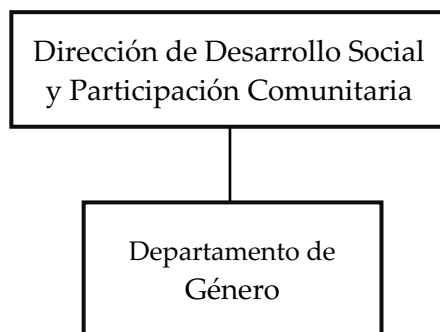 Dirección de Desarrollo Social
y Participación Comunitaria
Departamento de
Género